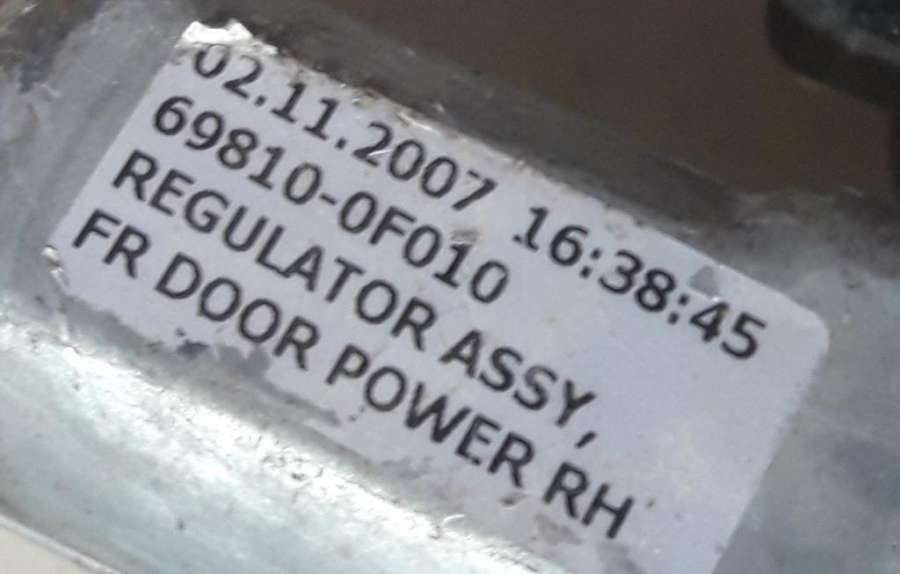 02.11.2007 16:38:45
69810-0F010
REGULATOR ASSY,
FR DOOR POWER RH